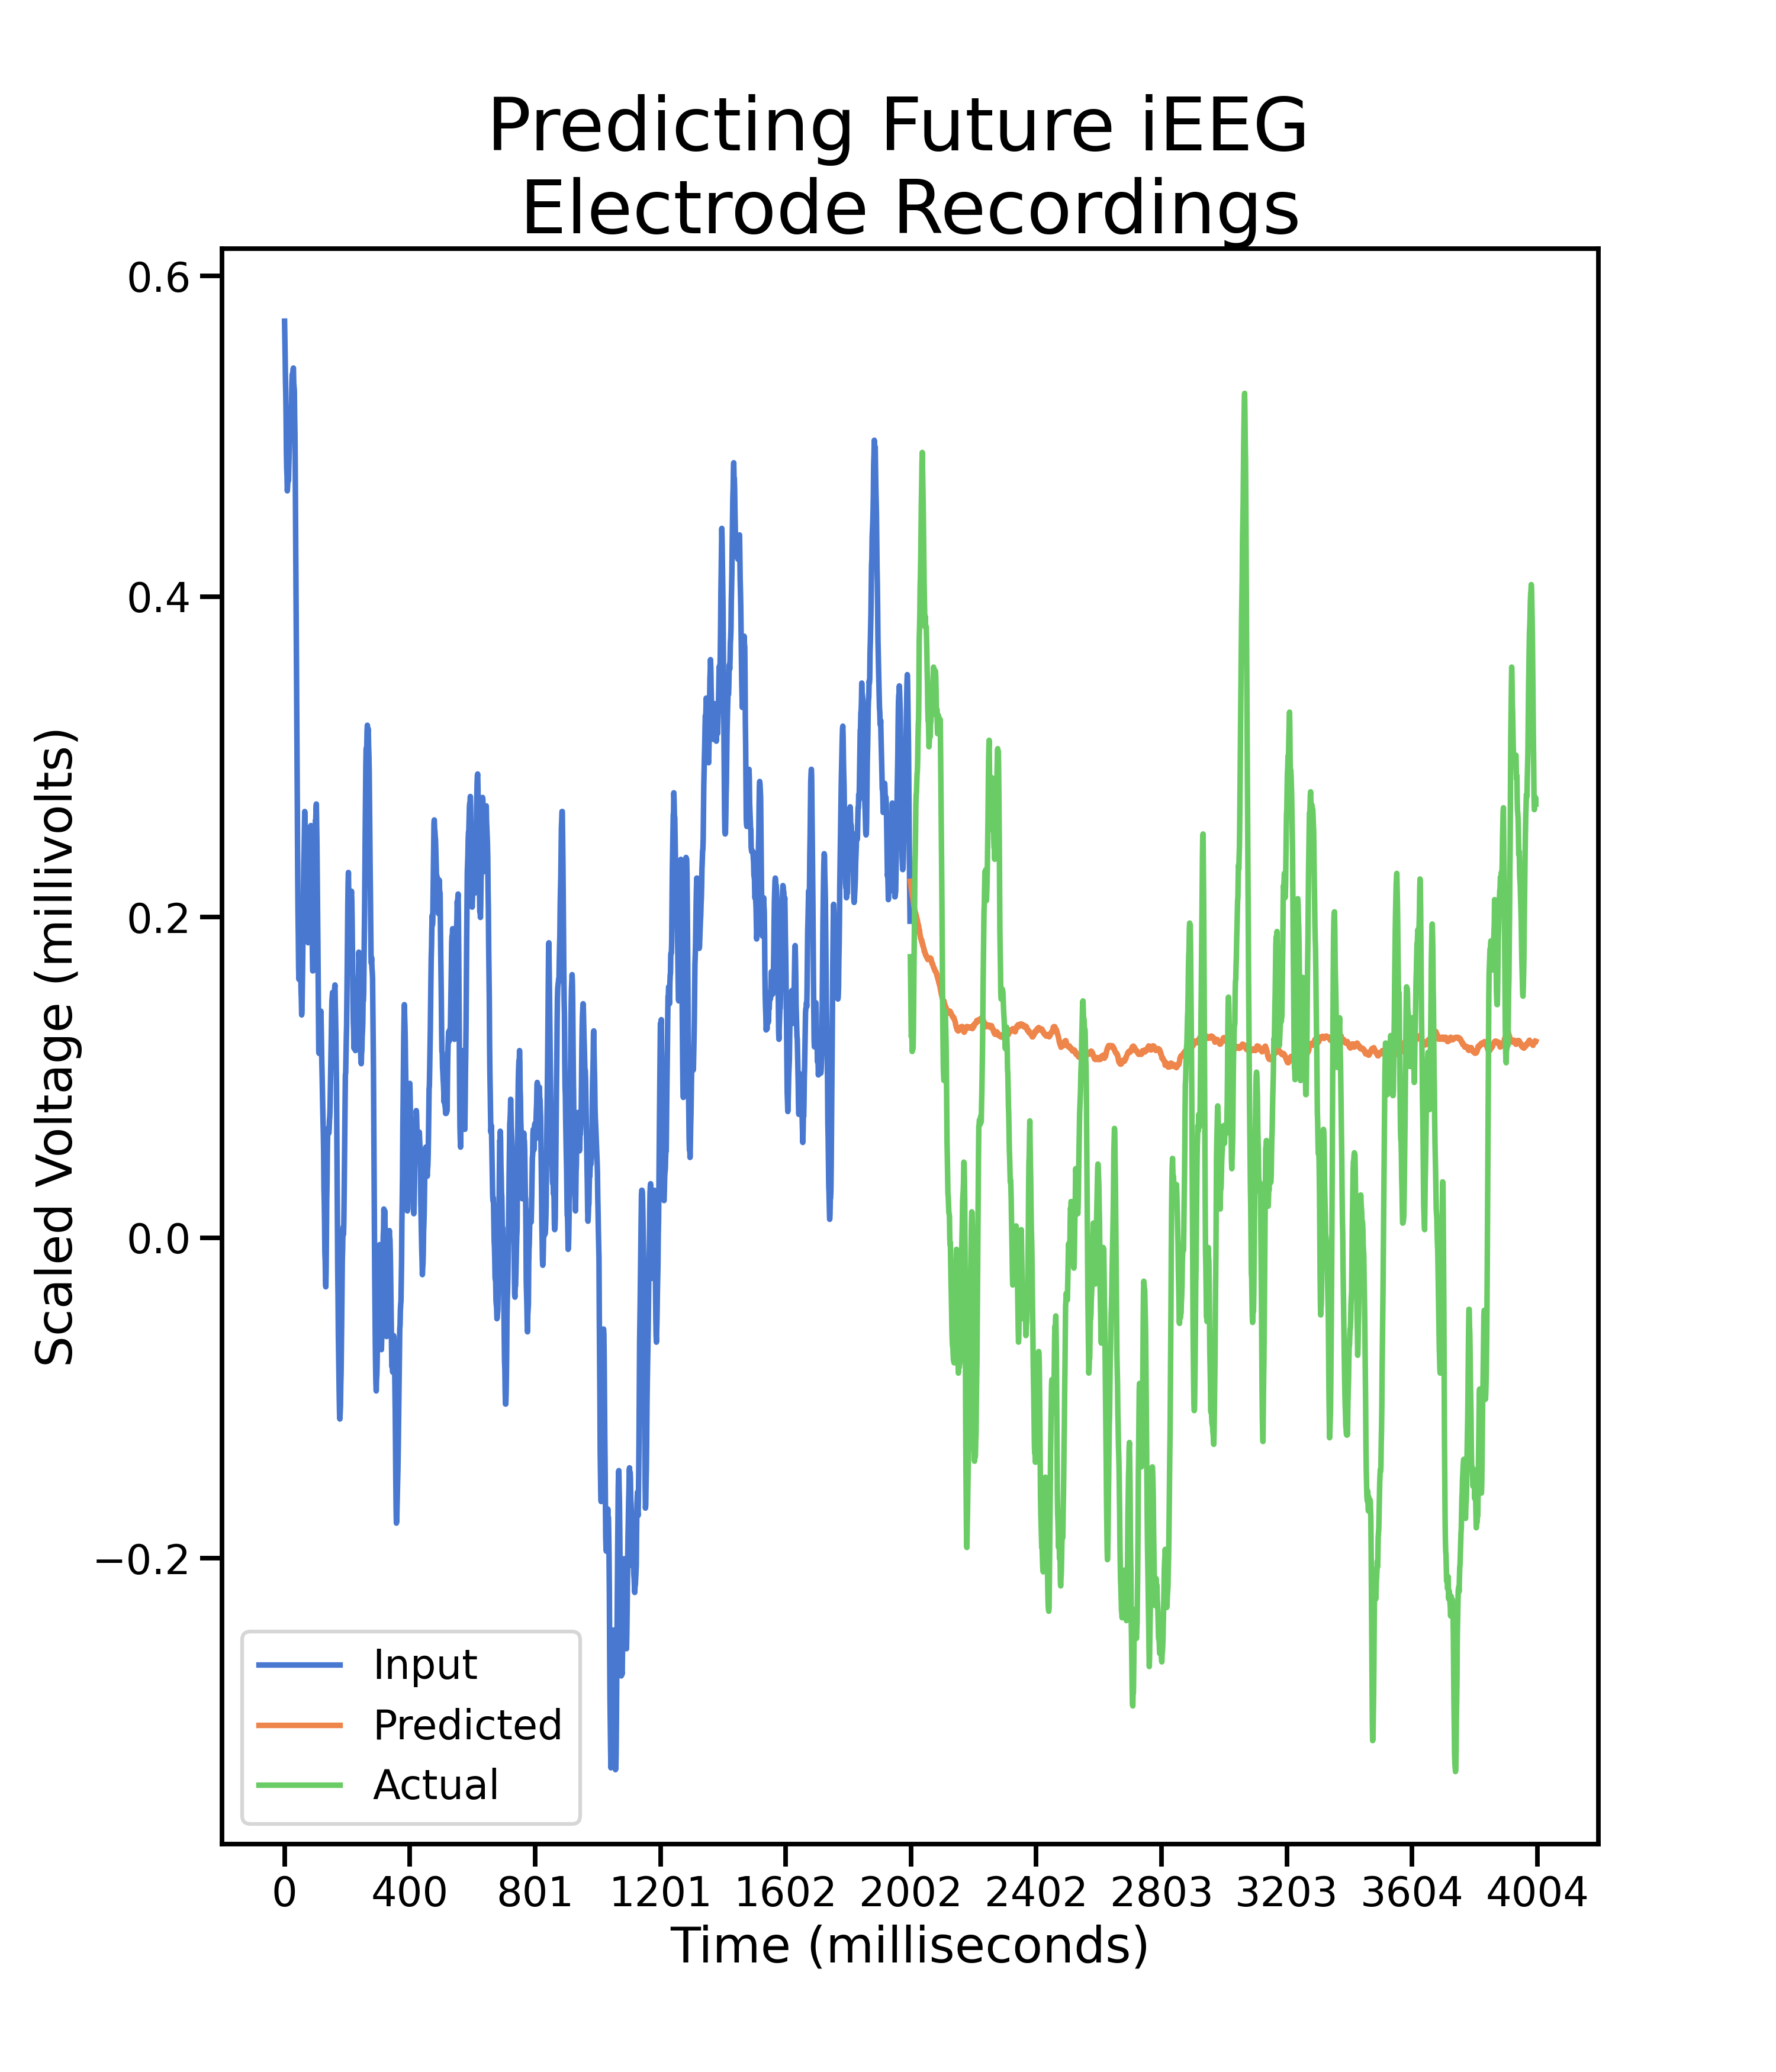 Predicting Future iEEG
Electrode Recordings
0.6
0.4
0.2
0.0
−0.2
Scaled Voltage (millivolts)
Input
Predicted
Actual
0 400 801 1201 1602 2002 2402 2803 3203 3604 4004
Time (milliseconds)